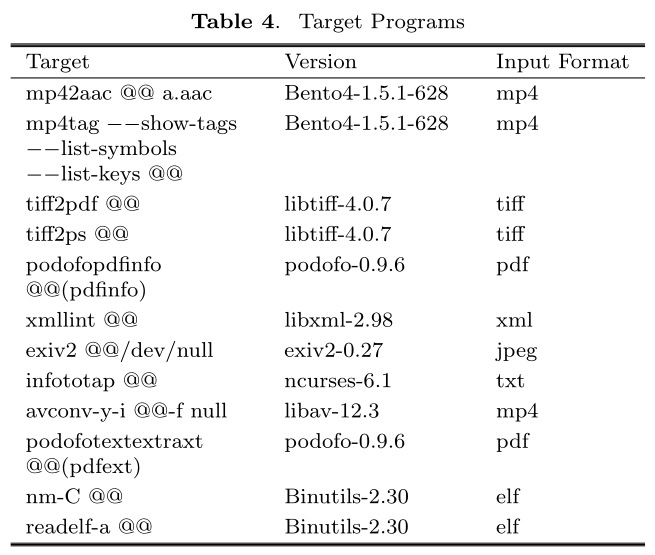 Table 4. Target Programs
Target Version Input Format
mp42aac @@ a.aac Bento4-1.5.1-628 mp4
mp4tag −−show-tags Bento4-1.5.1-628 mp4
−−list-symbols
−−list-keys @@
tiff2pdf @@ libtiff-4.0.7 tiff
tiff2ps @@ libtiff-4.0.7 tiff
podofopdfinfo podofo-0.9.6 pdf
@@(pdfinfo)
xmllint @@ libxml-2.98 xml
exiv2 @@/dev/null exiv2-0.27 jpeg
infototap @@ ncurses-6.1 txt
avconv-y-i @@-f null libav-12.3 mp4
podofotextextraxt podofo-0.9.6 pdf
@@(pdfext)
nm-C @@ Binutils-2.30 elf
readelf-a @@ Binutils-2.30 elf